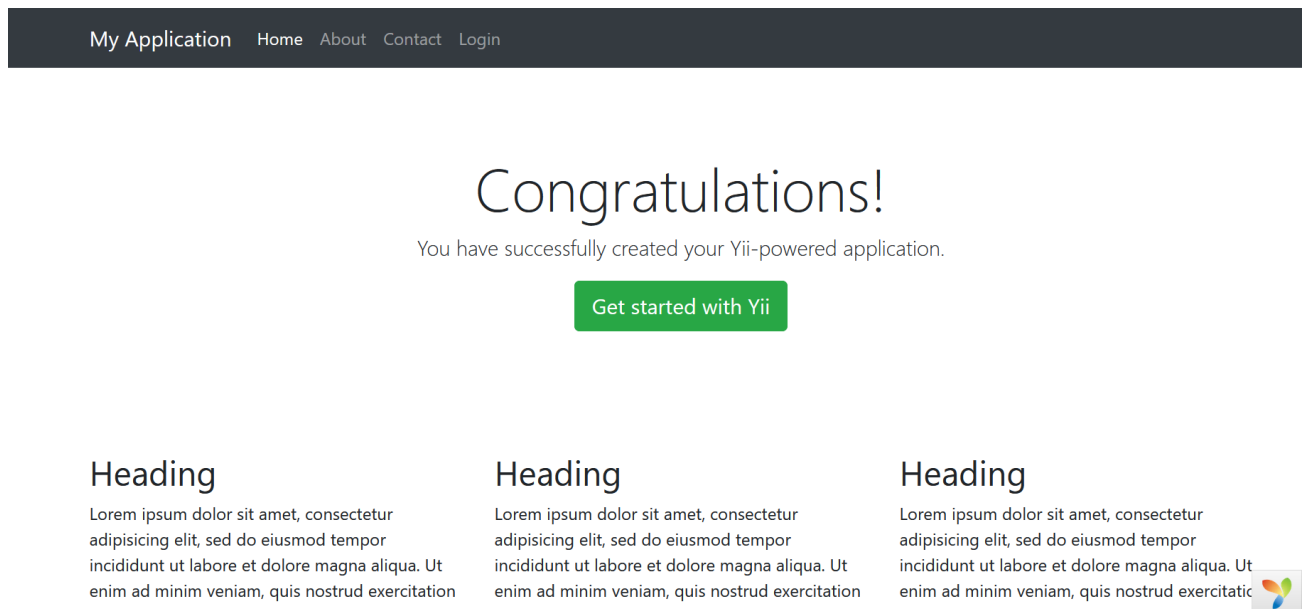 My Application Home About Contact Login
Congratulations!
You have successfully created your Yii-powered application.
Get started with Yii
Heading
Lorem ipsum dolor sit amet, consectetur
adipisicing elit, sed do eiusmod tempor
incididunt ut labore et dolore magna aliqua. Ut
enim ad minim veniam, quis nostrud exercitation
Heading
Lorem ipsum dolor sit amet, consectetur
adipisicing elit, sed do eiusmod tempor
incididunt ut labore et dolore magna aliqua. Ut
enim ad minim veniam, quis nostrud exercitation
Heading
Lorem ipsum dolor sit amet, consectetur
adipisicing elit, sed do eiusmod tempor
incididunt ut labore et dolore magna aliqua. Ut
enim ad minim veniam, quis nostrud